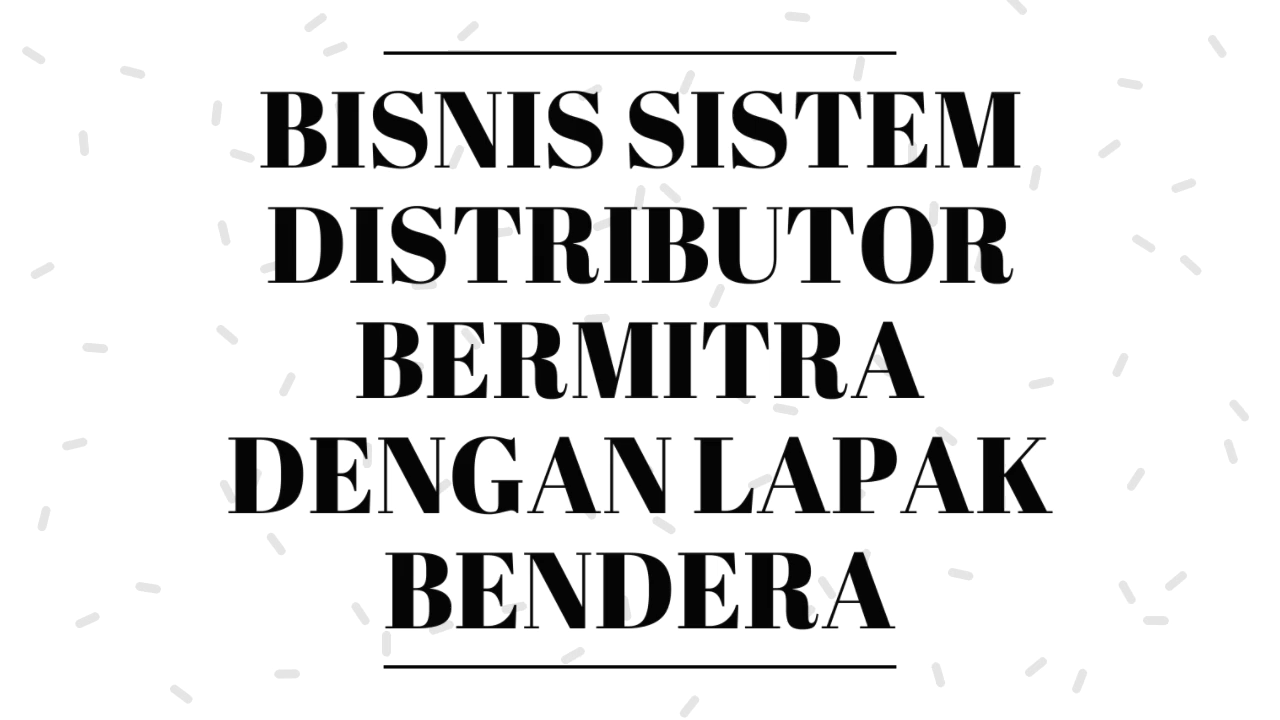 BISNIS SISTEM
DISTRIBUTOR
BERMITRA
DENGAN LAPAK
BENDERA